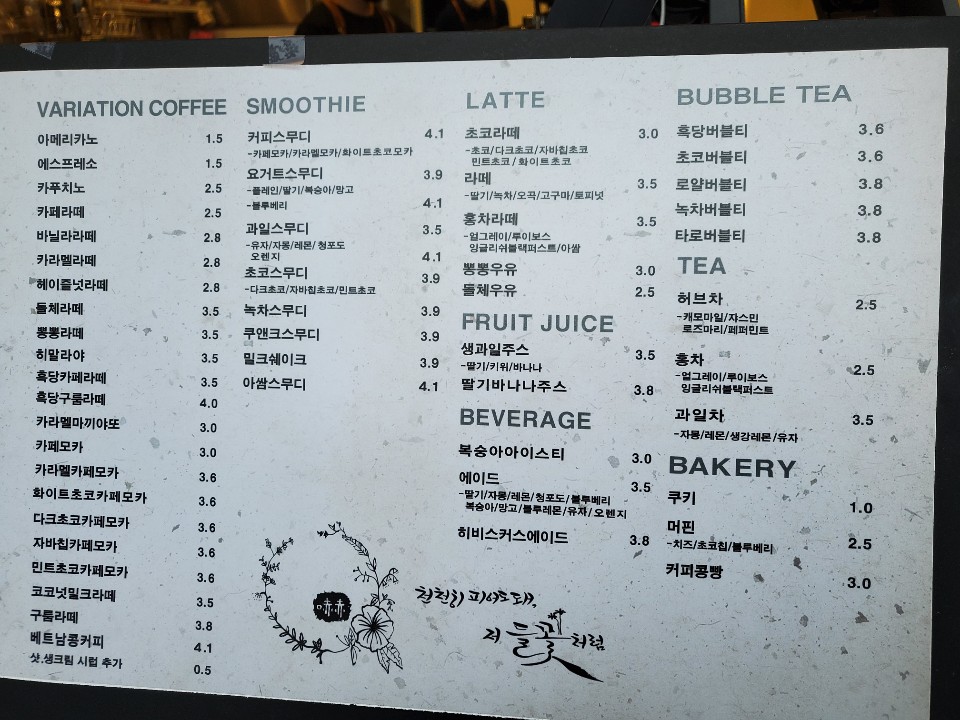 VARIATION COFFEE
아메리카노 1.5
에스프레소 1.5
카푸치노 2.5
카페라떼 2.5
바닐라라떼 2.8
카라멜라떼 2.8
헤이즐넛라떼 2.8
들체라떼 3.5
뿅뿅라떼 3.5
히말라야 3.5
흑당카페라떼 3.5
흑당구룸라떼 4.0
카라멜마끼야또 3.0
카페모카 3.0
카라멜카페모카 3.6
화이트초코카페모카 3.6
다크초코카페모카 3.6
자바칩카페모카 3.6
민트초코카페모카 3.6
코코넛밀크라떼 3.5
구룸라떼 3.8
베트남콩커피 4.1
샷.생크림 시럽 추가 0.5
SMOOTHIE
커피스무디 4.1
-카페모카/카라멜모카/화이트초코모카
요거트스무디 3.9
-플레인/딸기/복숭아/망고
-블루베리 4.1
과일스무디 3.5
-유자/자몽/레몬/청포도
오렌지 4.1
초코스무디 3.9
-다크초코/자바칩초코/민트초코
녹차스무디 3.9
쿠앤크스무디 3.9
밀크쉐이크 3.9
아쌈스무디 4.1
LATTE
초코라떼 3.0
-초코/다크초코/자바칩초코
민트초코/화이트초코
라떼 3.5
-딸기/녹차/오곡/고구마/토피넛
홍차라떼 3.5
-얼그레이/루이보스
잉글리쉬블랙퍼스트/아쌈
뿅뿅우유 3.0
들체우유 2.5
FRUIT JUICE
생과일주스 3.5
-딸기/키위/바나나
딸기바나나주스 3.8
BEVERAGE
복숭아아이스티 3.0
에이드 3.5
-딸기/자몽/레몬/청포도/블루베리
복숭아/망고/블루레몬/유자/오렌지
히비스커스에이드 3.8
BUBBLE TEA
흑당버블티 3.6
초코버블티 3.6
로얄버블티 3.8
녹차버블티 3.8
타로버블티 3.8
TEA
허브차 2.5
-캐모마일/쟈스민
로즈마리/페퍼민트
홍차 2.5
-얼그레이/루이보스
잉글리쉬블랙퍼스트
과일차 3.5
-자몽/레몬/생강레몬/유자
BAKERY
쿠키 1.0
머핀 2.5
-치즈/초코칩/블루베리
커피콩빵 3.0
천천히 피어도 돼,
저 들꽃처럼